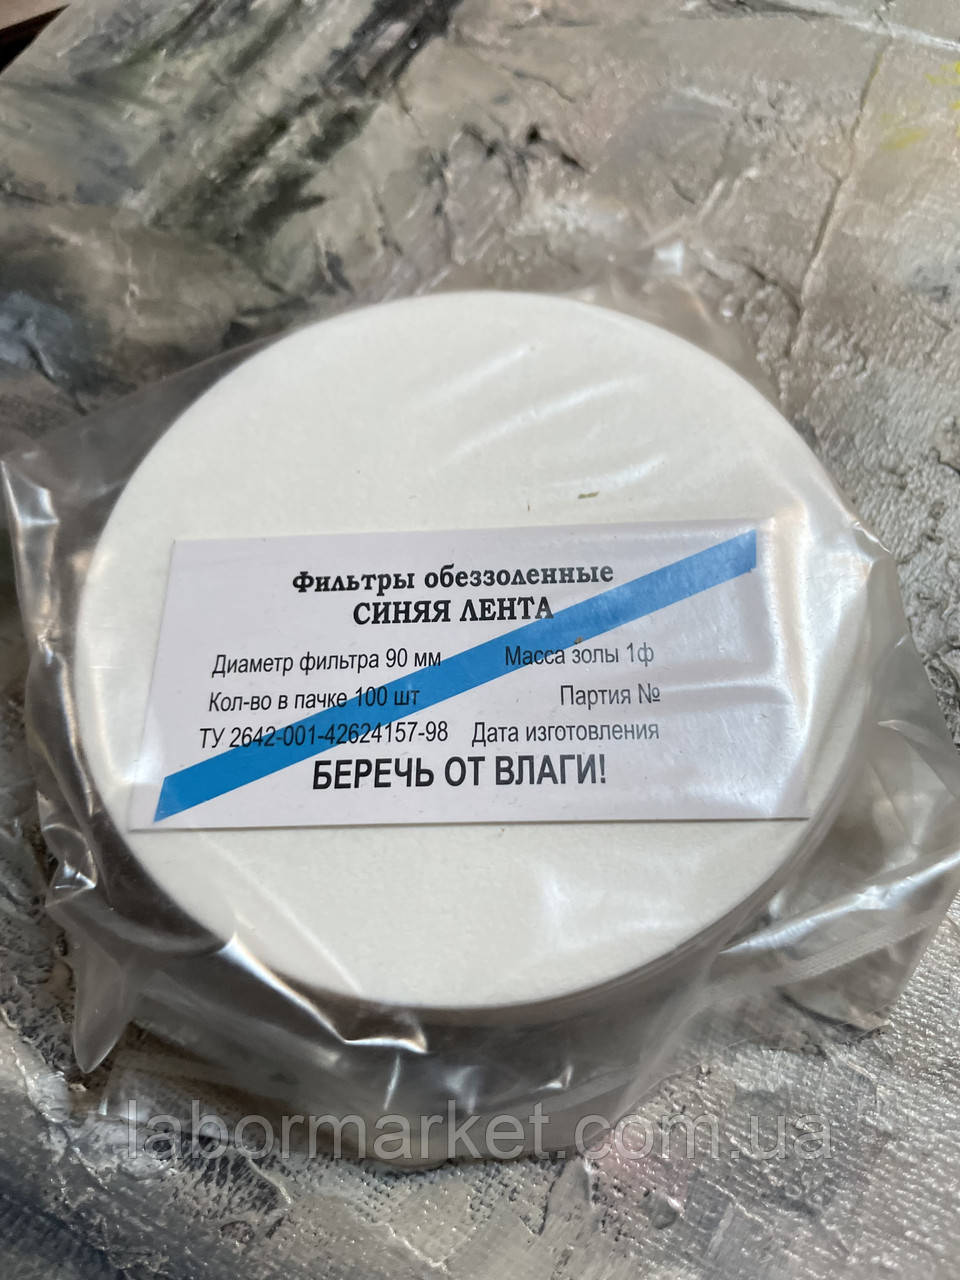 Фильтры обеззоленные
СИНЯЯ ЛЕНТА
Диаметр фильтра 90 мм Масса золы 1ф
Кол-во в пачке 100 шт Партия №
ТУ 2642-001-42624157-98 Дата изготовления
БЕРЕЧЬ ОТ ВЛАГИ!
labormarket.com.ua